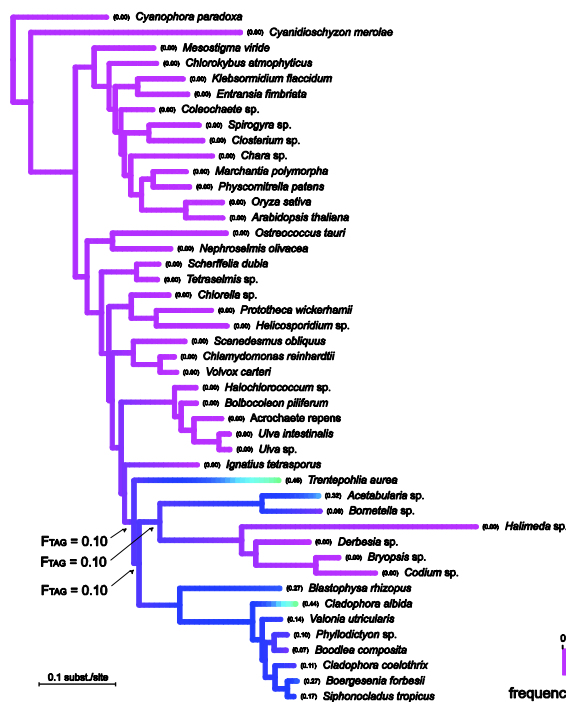 (0.00) Cyanophora paradoxa
(0.00) Cyanidioschyzon merolae
(0.00) Mesostigma viride
(0.00) Chlorokybus atmophyticus
(0.00) Klebsormidium flaccidum
(0.00) Entransia fimbriata
(0.00) Coleochaete sp.
(0.00) Spirogyra sp.
(0.00) Closterium sp.
(0.00) Chara sp.
(0.00) Marchantia polymorpha
(0.00) Physcomitrella patens
(0.00) Oryza sativa
(0.00) Arabidopsis thaliana
(0.00) Ostreococcus tauri
(0.00) Nephroselmis olivacea
(0.00) Scherffelia dubia
(0.00) Tetraselmis sp.
(0.00) Chlorella sp.
(0.00) Prototheca wickerhamii
(0.00) Helicosporidium sp.
(0.00) Scenedesmus obliquus
(0.00) Chlamydomonas reinhardtii
(0.00) Volvox carteri
(0.00) Halochlorococcum sp.
(0.00) Bolbocoleon piliferum
(0.00) Acrochaete repens
(0.00) Ulva intestinalis
(0.00) Ulva sp.
(0.00) Ignatius tetrasporus
(0.46) Trentepohlia aurea
(0.32) Acetabularia sp.
Bornetella sp.
(0.00) Halimeda sp.
FTAG = 0.10
(0.00) Derbesia sp.
FTAG = 0.10
(0.00) Bryopsis sp.
(0.00) Codium sp.
FTAG = 0.10
(0.27) Blastophysa rhizopus
(0.44) Cladophora albida
(0.14) Valonia utricularis
(0.10) Phyllodictyon sp.
(0.07) Boodlea composita
(0.11) Cladophora coelothrix
(0.27) Boergesenia forbesii
(0.17) Siphonocladus tropicus
0.1 subst./site
0
frequenc